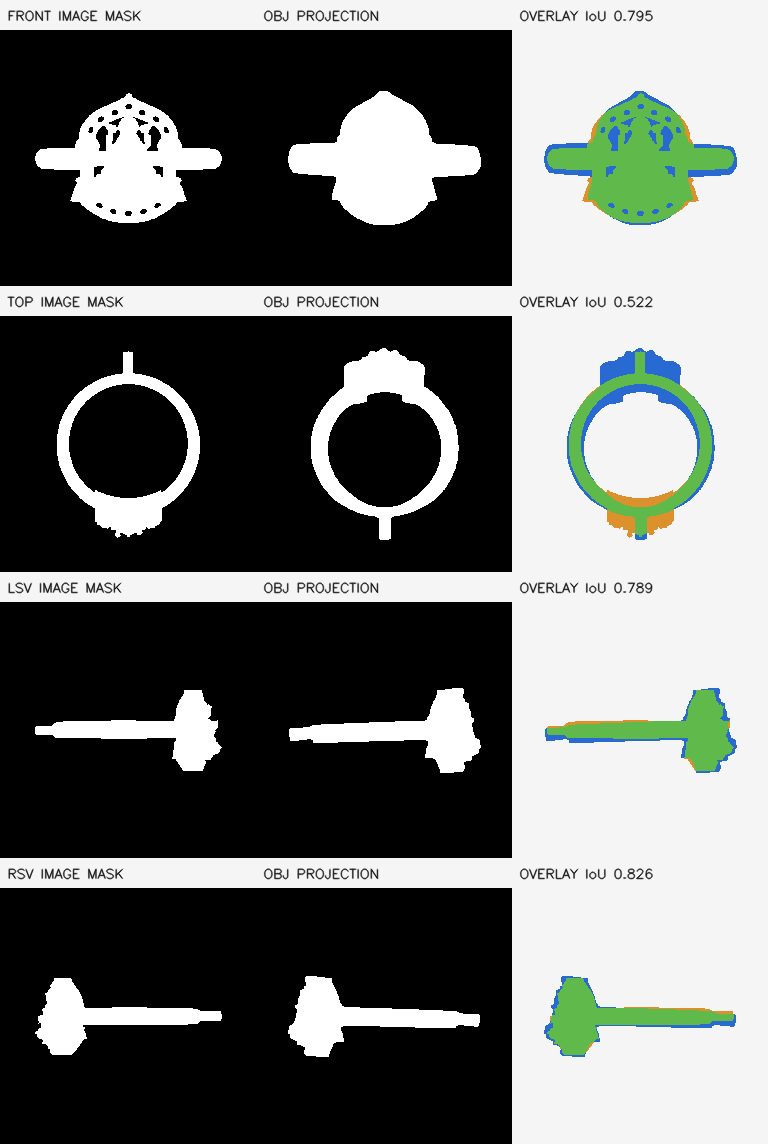 FRONT IMAGE MASK OBJ PROJECTION OVERLAY IoU 0.795
TOP IMAGE MASK OBJ PROJECTION OVERLAY IoU 0.522
LSV IMAGE MASK OBJ PROJECTION OVERLAY IoU 0.789
RSV IMAGE MASK OBJ PROJECTION OVERLAY IoU 0.826